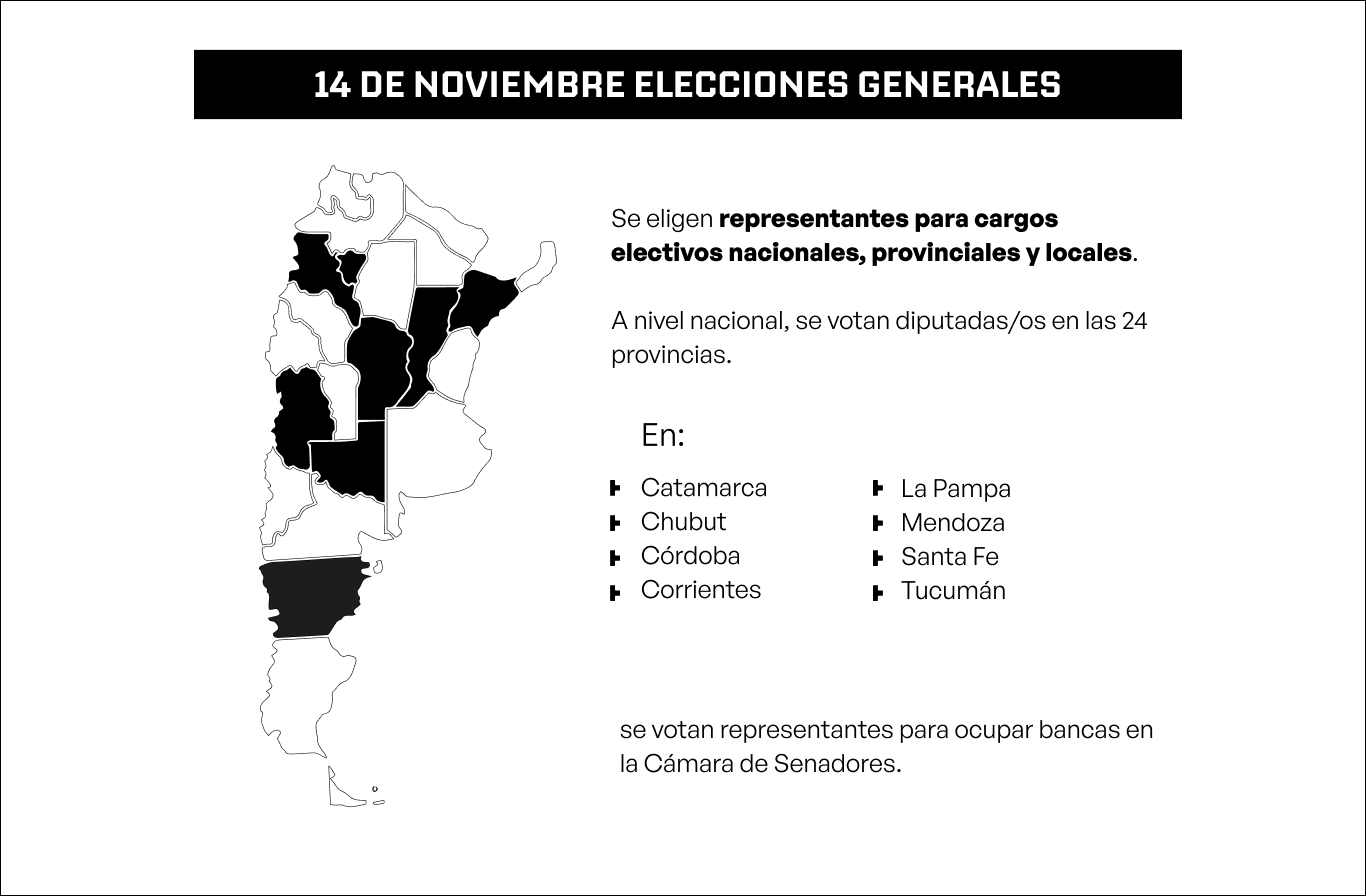 14 DE NOVIEMBRE ELECCIONES GENERALES
Se eligen representantes para cargos
electivos nacionales, provinciales y locales.
A nivel nacional, se votan diputadas/os en las 24
provincias.
En:
Catamarca
Chubut
Córdoba
Corrientes
La Pampa
Mendoza
Santa Fe
Tucumán
se votan representantes para ocupar bancas en
la Cámara de Senadores.